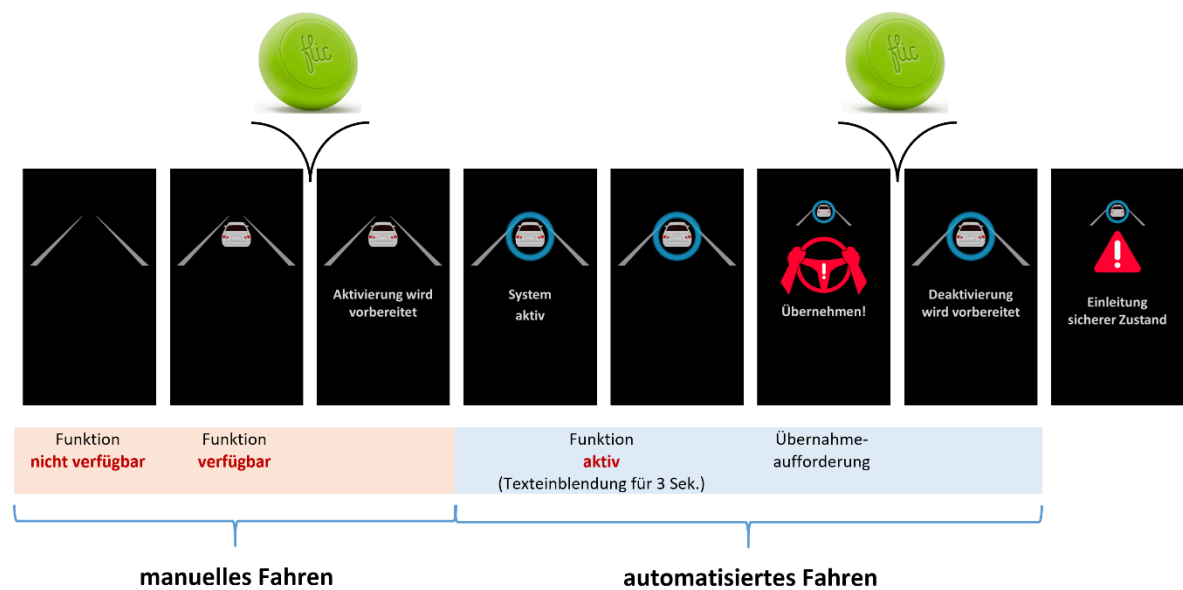 flic
flic
Aktivierung wird
vorbereitet
System
aktiv
Übernehmen!
Deaktivierung
wird vorbereitet
Einleitung
sicherer Zustand
Funktion
nicht verfügbar
Funktion
verfügbar
Funktion
aktiv
(Texteinblendung für 3 Sek.)
Übernahme-
aufforderung
manuelles Fahren
automatisiertes Fahren